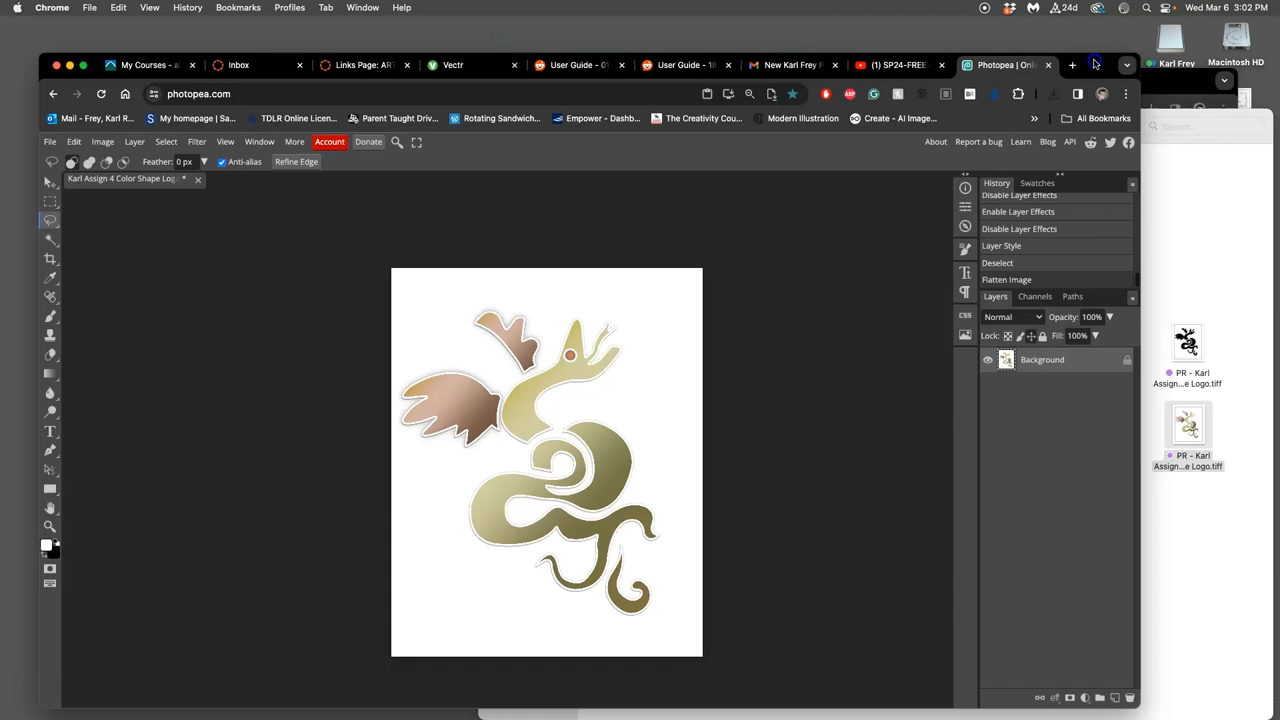 Chrome File Edit View History Bookmarks Profiles Tab Window Help
24d Wed Mar 6 3:02 PM
My Courses - a Inbox Links Page: ART Vectr User Guide - 01 User Guide - 18 New Karl Frey P (1) SP24-FREE Photopea | Onli
Karl Frey Macintosh HD
photopea.com
Mail - Frey, Karl R... My homepage | Sa... TDLR Online Licen... Parent Taught Driv... Rotating Sandwich... Empower - Dashb... The Creativity Cou... Modern Illustration Create - AI Image... All Bookmarks
Search
File Edit Image Layer Select Filter View Window More Account Donate
About Report a bug Learn Blog API
Feather: 0 px Anti-alias Refine Edge
Karl Assign 4 Color Shape Log *
History Swatches
Disable Layer Effects
Enable Layer Effects
Disable Layer Effects
Layer Style
Deselect
Flatten Image
Layers Channels Paths
Normal Opacity: 100%
Lock: Fill: 100%
Background
CSS
PR - Karl
Assign...e Logo.tiff
PR - Karl
Assign...e Logo.tiff